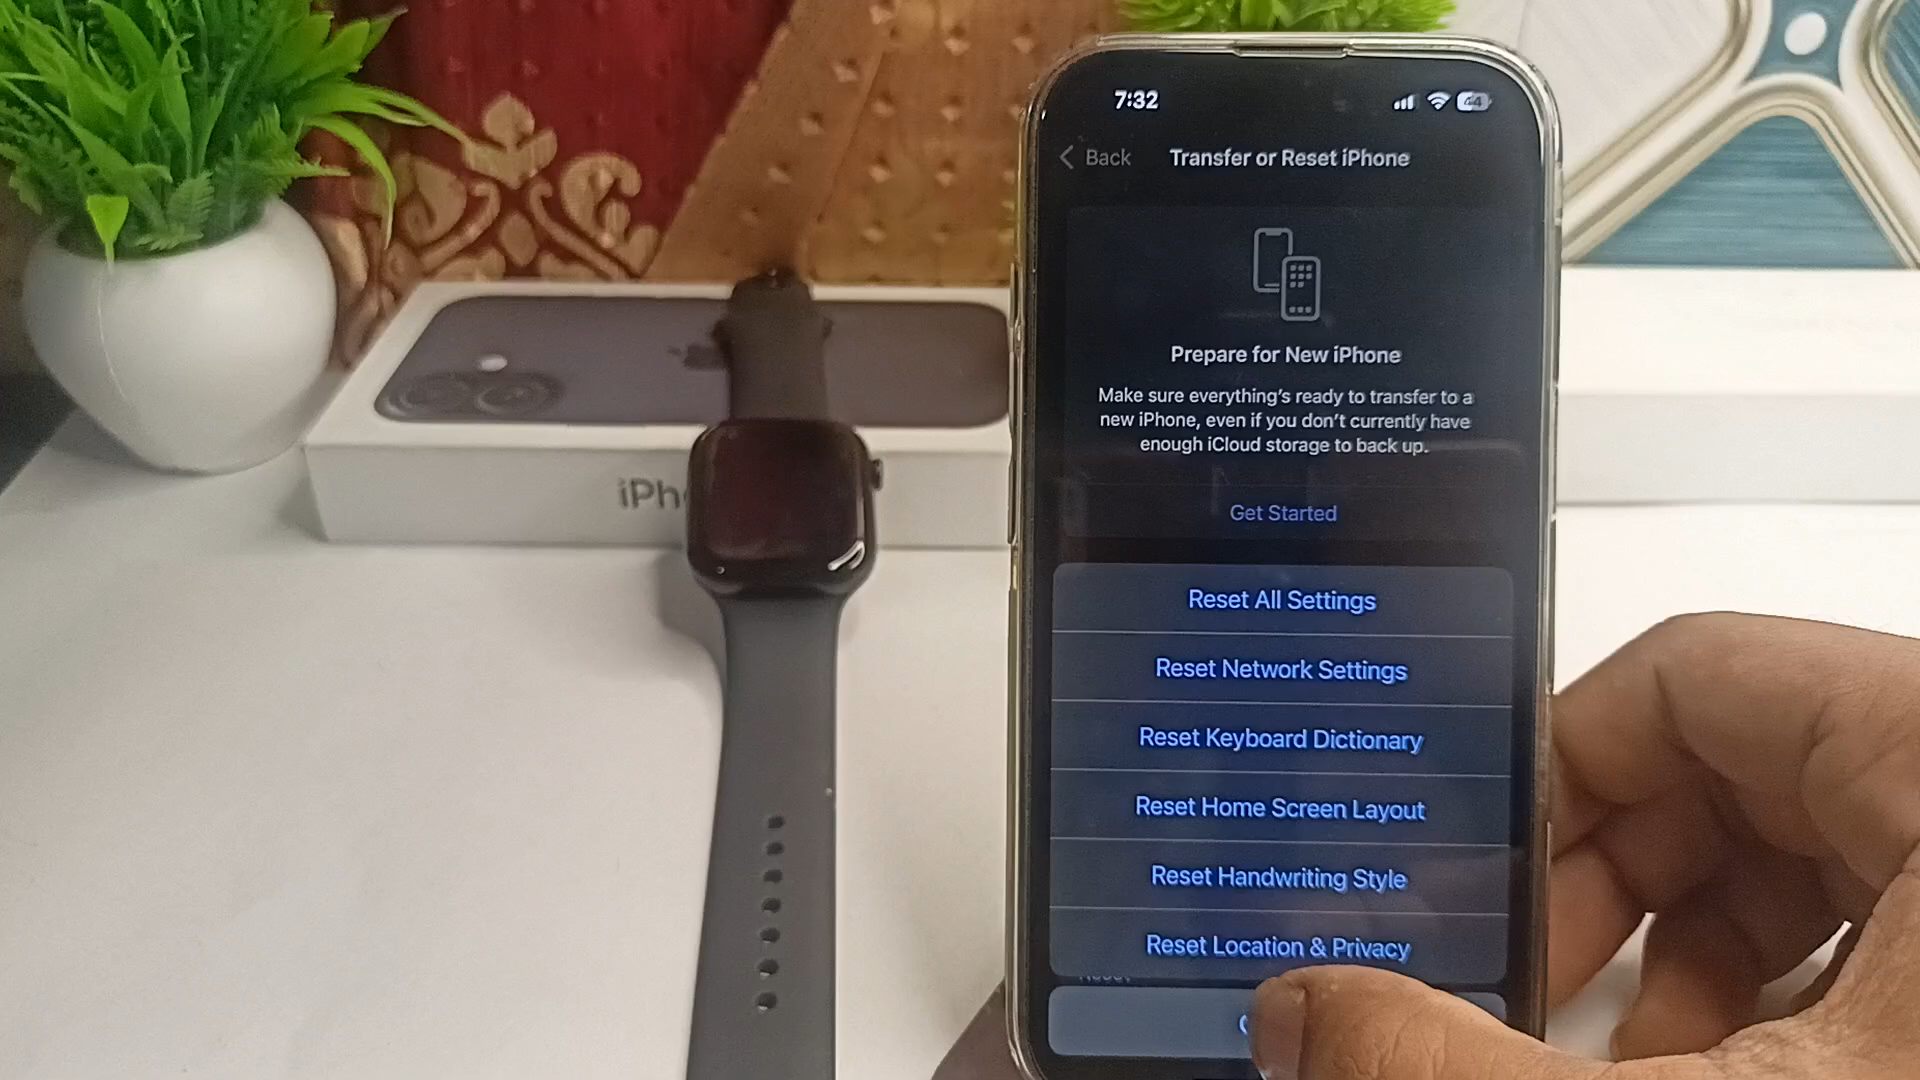 7:32
44
Back
Transfer or Reset iPhone
Prepare for New iPhone
Make sure everything's ready to transfer to a
new iPhone, even if you don't currently have
enough iCloud storage to back up.
Get Started
Reset All Settings
Reset Network Settings
Reset Keyboard Dictionary
Reset Home Screen Layout
Reset Handwriting Style
Reset Location & Privacy